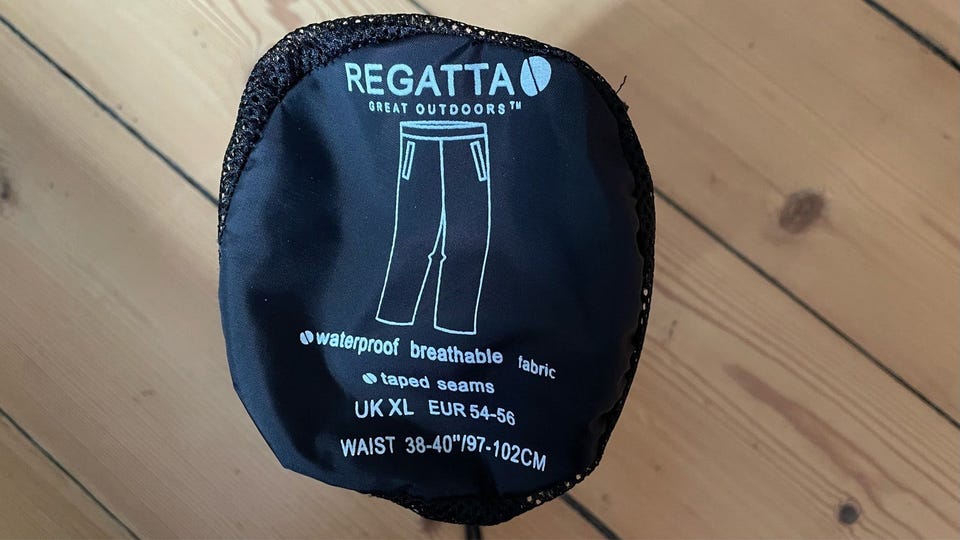 REGATTA
GREAT OUTDOORS™
waterproof breathable fabric
taped seams
UK XL EUR 54-56
WAIST 38-40"/97-102CM